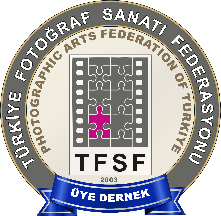 TÜRKİYE FOTOĞRAF SANATI FEDERASYONU
PHOTOGRAPHIC ARTS FEDERATION OF TURKIYE
TFSF
2003
ÜYE DERNEK